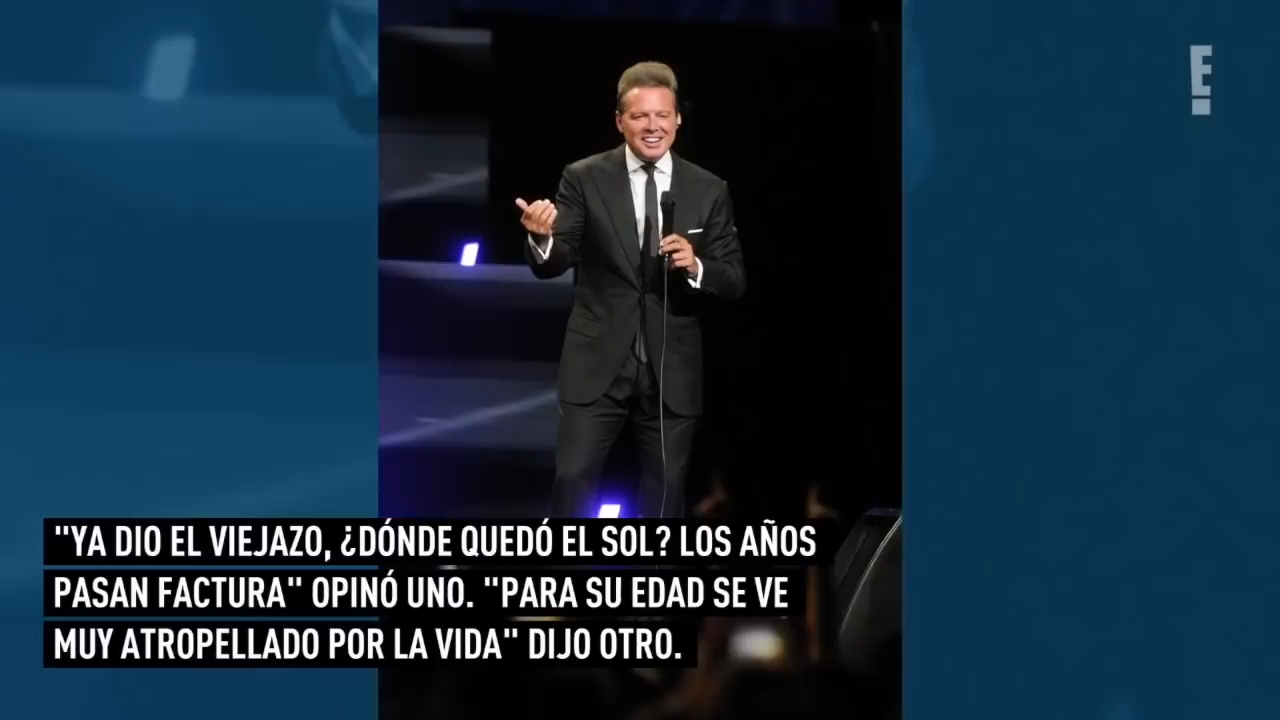 E!
"YA DIO EL VIEJAZO, ¿DÓNDE QUEDÓ EL SOL? LOS AÑOS
PASAN FACTURA" OPINÓ UNO. "PARA SU EDAD SE VE
MUY ATROPELLADO POR LA VIDA" DIJO OTRO.